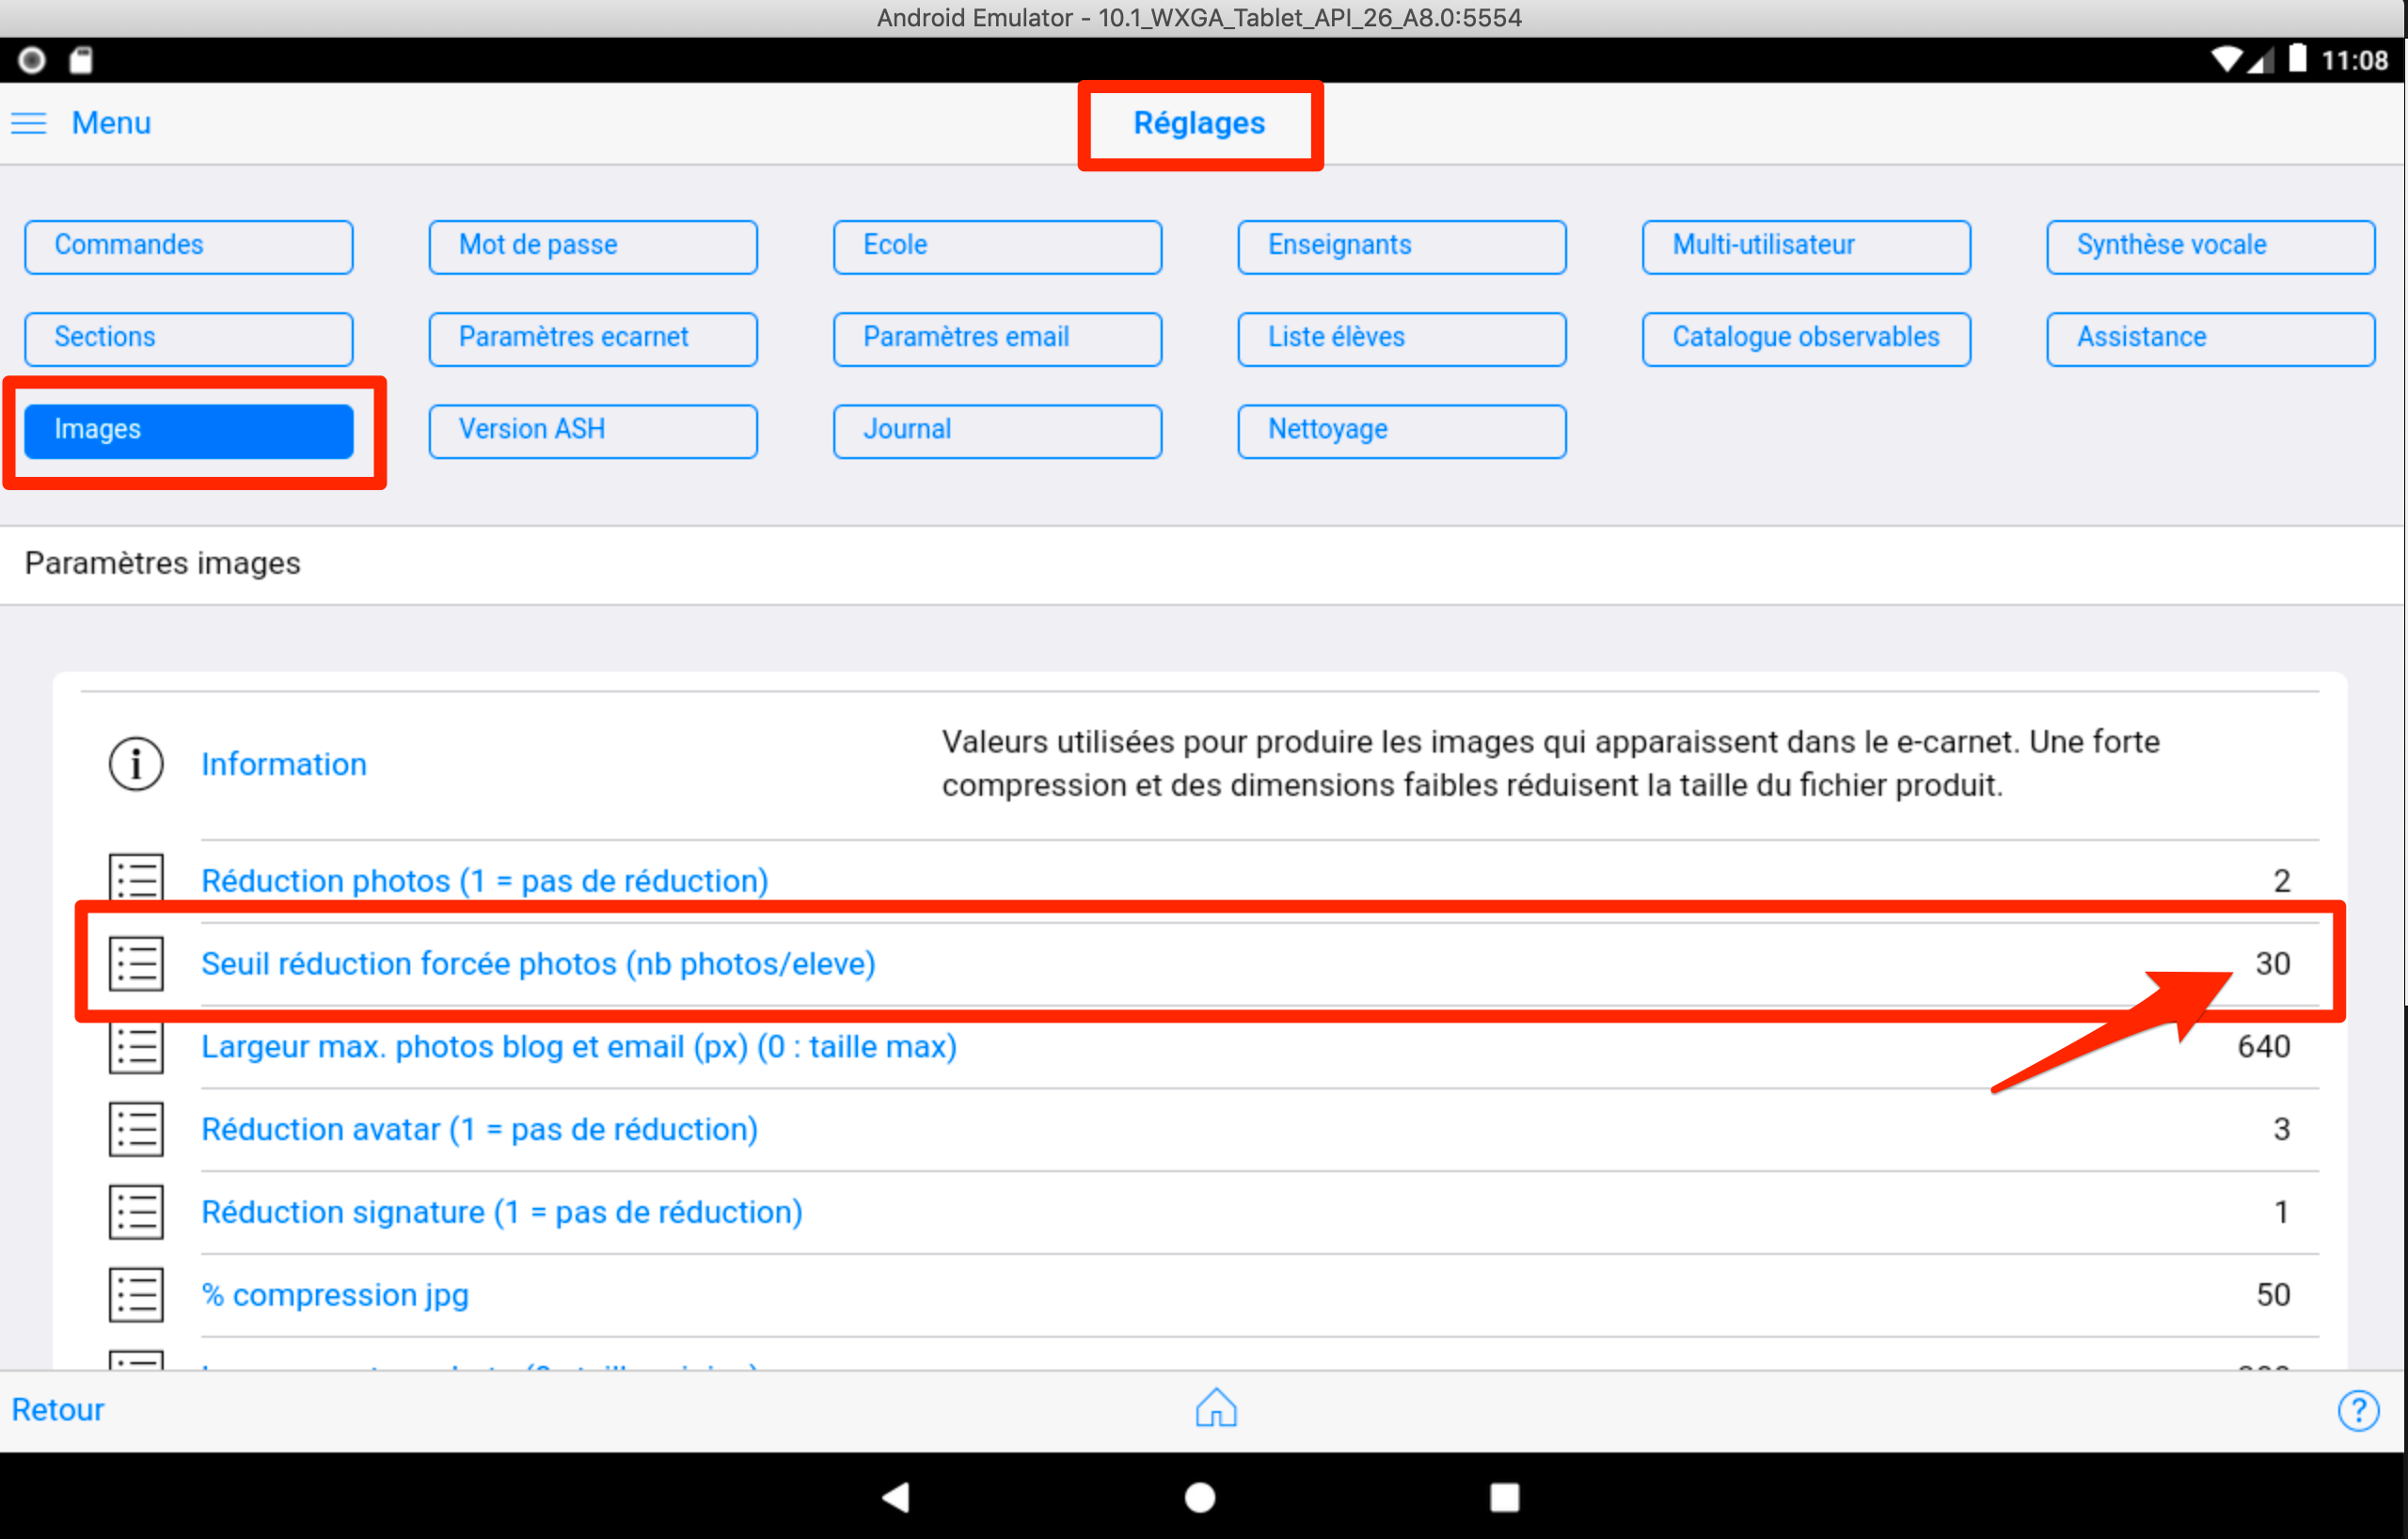 Android Emulator - 10.1_WXGA_Tablet_API_26_A8.0:5554
11:08
Menu
Réglages
Commandes
Mot de passe
Ecole
Enseignants
Multi-utilisateur
Synthèse vocale
Sections
Paramètres ecarnet
Paramètres email
Liste élèves
Catalogue observables
Assistance
Images
Version ASH
Journal
Nettoyage
Paramètres images
Information
Valeurs utilisées pour produire les images qui apparaissent dans le e-carnet. Une forte
compression et des dimensions faibles réduisent la taille du fichier produit.
Réduction photos (1 = pas de réduction) 2
Seuil réduction forcée photos (nb photos/eleve) 30
Largeur max. photos blog et email (px) (0 : taille max) 640
Réduction avatar (1 = pas de réduction) 3
Réduction signature (1 = pas de réduction) 1
% compression jpg 50
Retour
?